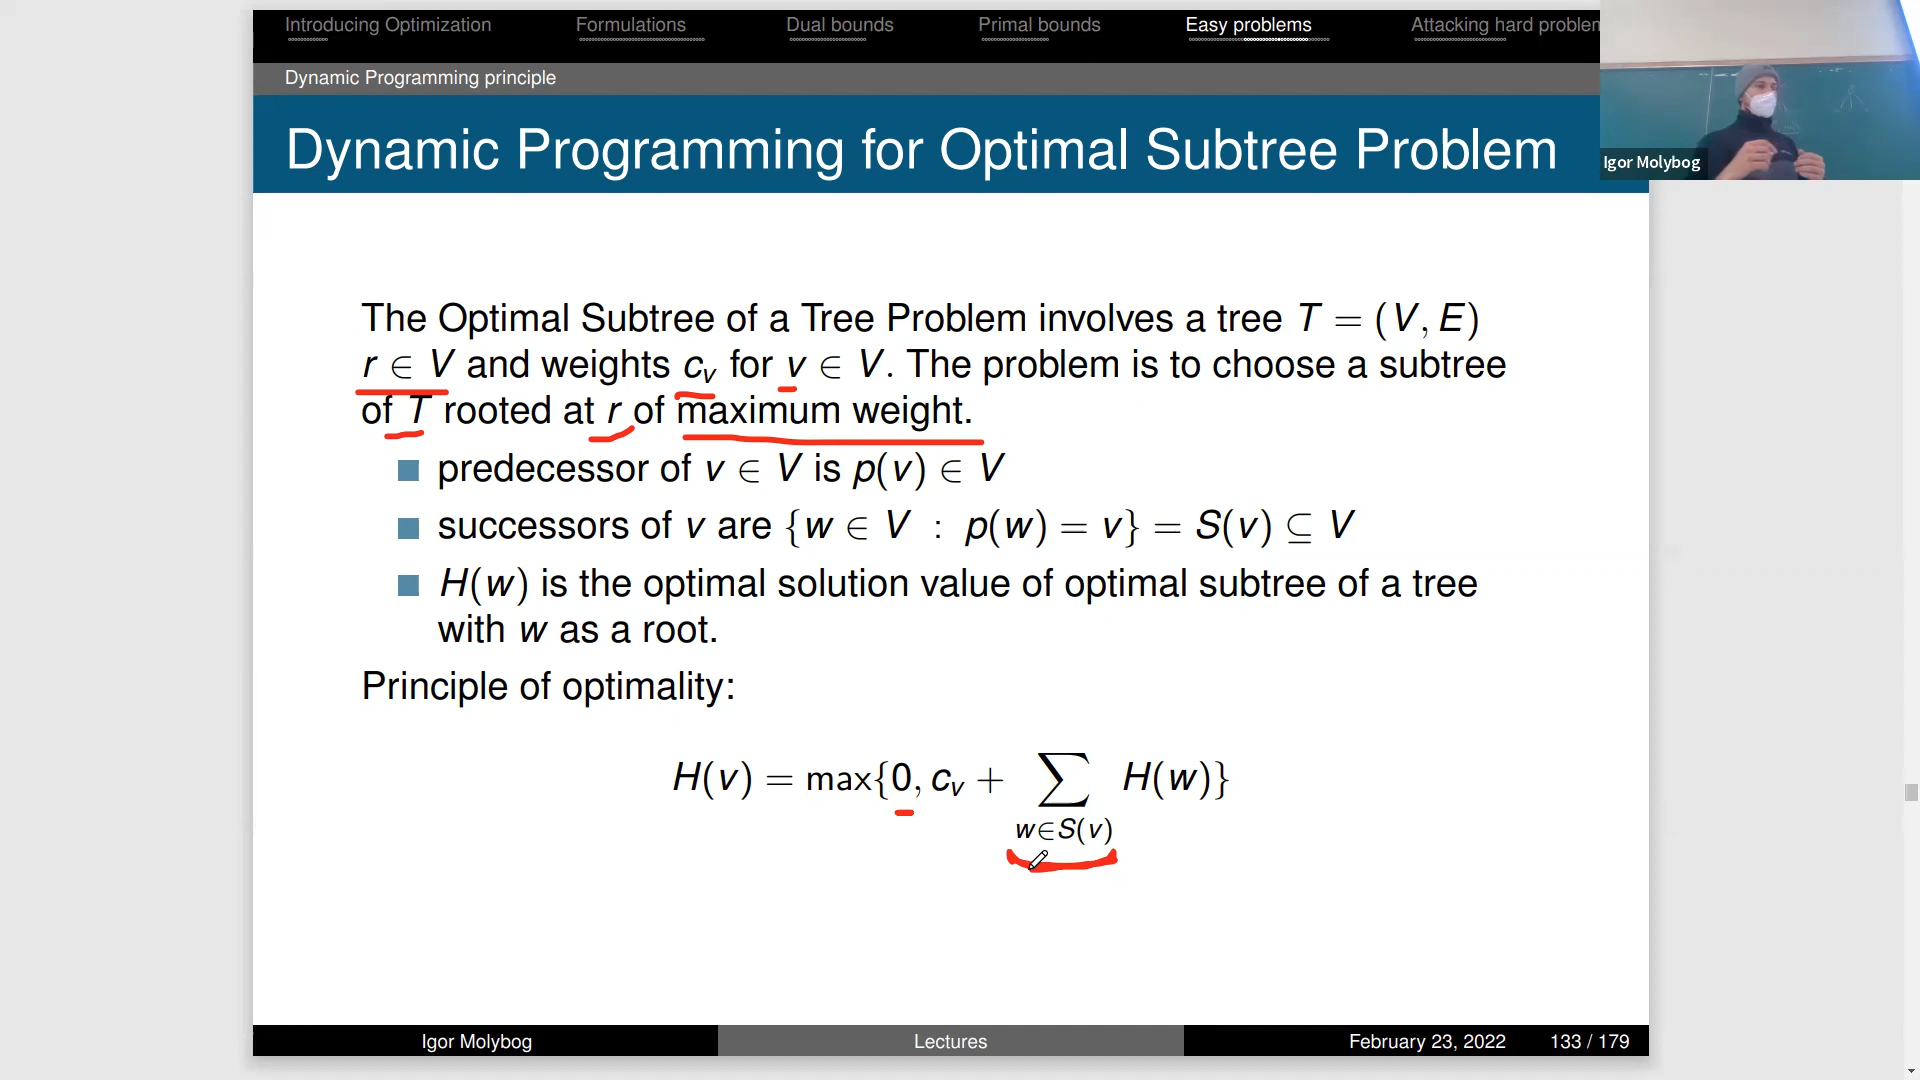 Introducing Optimization Formulations Dual bounds Primal bounds Easy problems Attacking hard problem
Dynamic Programming principle
Igor Molybog
Dynamic Programming for Optimal Subtree Problem
The Optimal Subtree of a Tree Problem involves a tree T = (V, E)
r ∈ V and weights c_v for v ∈ V. The problem is to choose a subtree
of T rooted at r of maximum weight.
predecessor of v ∈ V is p(v) ∈ V
successors of v are {w ∈ V : p(w) = v} = S(v) ⊆ V
H(w) is the optimal solution value of optimal subtree of a tree
with w as a root.
Principle of optimality:
H(v) = max{0, c_v + ∑_{w∈S(v)} H(w)}
Igor Molybog Lectures February 23, 2022 133 / 179